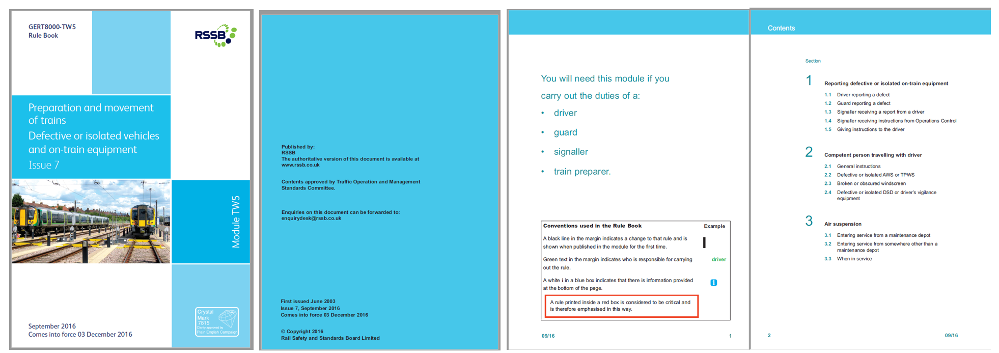 GERT8000-TW5
Rule Book
RSSB
Preparation and movement
of trains
Defective or isolated vehicles
and on-train equipment
Issue 7
Module TW5
Crystal
Mark
7815
Clarity approved by
Plain English Campaign
September 2016
Comes into force 03 December 2016
Published by:
RSSB
The authoritative version of this document is available at
www.rssb.co.uk
Contents approved by Traffic Operation and Management
Standards Committee.
Enquiries on this document can be forwarded to:
enquirydesk@rssb.co.uk
First issued June 2003
Issue 7, September 2016
Comes into force 03 December 2016
© Copyright 2016
Rail Safety and Standards Board Limited
You will need this module if you
carry out the duties of a:
• driver
• guard
• signaller
• train preparer.
Conventions used in the Rule Book Example
A black line in the margin indicates a change to that rule and is
shown when published in the module for the first time.
Green text in the margin indicates who is responsible for carrying driver
out the rule.
A white i in a blue box indicates that there is information provided i
at the bottom of the page.
A rule printed inside a red box is considered to be critical and
is therefore emphasised in this way.
09/16 1
Contents
Section
1 Reporting defective or isolated on-train equipment
1.1 Driver reporting a defect
1.2 Guard reporting a defect
1.3 Signaller receiving a report from a driver
1.4 Signaller receiving instructions from Operations Control
1.5 Giving instructions to the driver
2 Competent person travelling with driver
2.1 General instructions
2.2 Defective or isolated AWS or TPWS
2.3 Broken or obscured windscreen
2.4 Defective or isolated DSD or driver's vigilance
equipment
3 Air suspension
3.1 Entering service from a maintenance depot
3.2 Entering service from somewhere other than a
maintenance depot
3.3 When in service
2 09/16